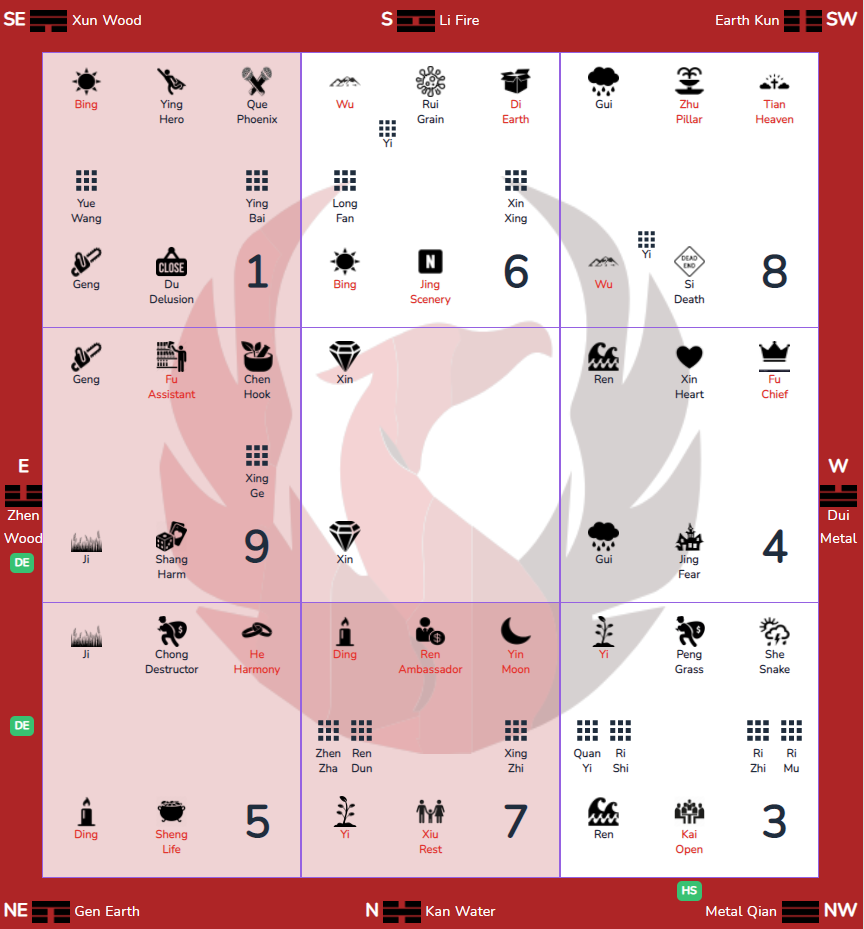 SE Xun Wood
S Li Fire
Earth Kun SW
Bing
Ying
Hero
Que
Phoenix
Yue
Wang
Ying
Bai
Geng
CLOSE
Du
Delusion
1
Wu
Rui
Grain
Di
Earth
Yi
Long
Fan
Xin
Xing
Bing
N
Jing
Scenery
6
Gui
Zhu
Pillar
Tian
Heaven
Yi
Wu
DEAD
END
Si
Death
8
E
Zhen
Wood
DE
Geng
Fu
Assistant
Chen
Hook
Xing
Ge
Ji
Shang
Harm
9
Xin
Xin
Ren
Xin
Heart
Fu
Chief
Gui
Jing
Fear
4
W
Dui
Metal
DE
Ji
Chong
Destructor
He
Harmony
Ding
Sheng
Life
5
Ding
Ren
Ambassador
Yin
Moon
Zhen
Zha
Ren
Dun
Xing
Zhi
Yi
Xiu
Rest
7
Yi
Peng
Grass
She
Snake
Quan
Yi
Ri
Shi
Ri
Zhi
Ri
Mu
Ren
Kai
Open
3
HS
NE Gen Earth
N Kan Water
Metal Qian NW